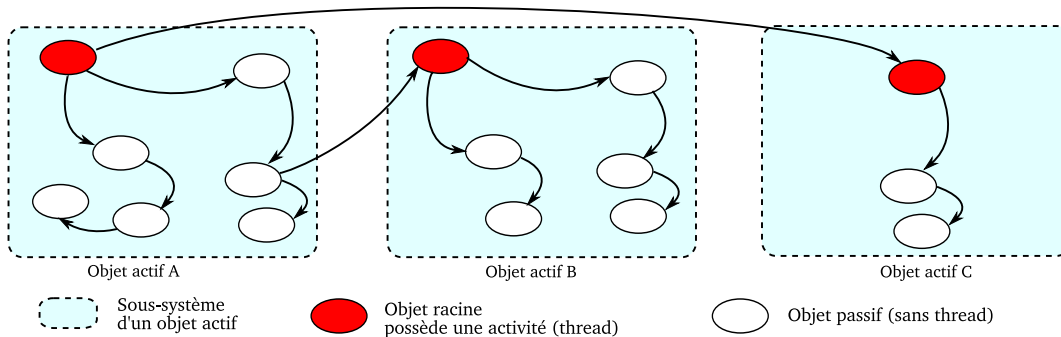 Objet actif A
Objet actif B
Objet actif C
Sous-système
d'un objet actif
Objet racine
possède une activité (thread)
Objet passif (sans thread)